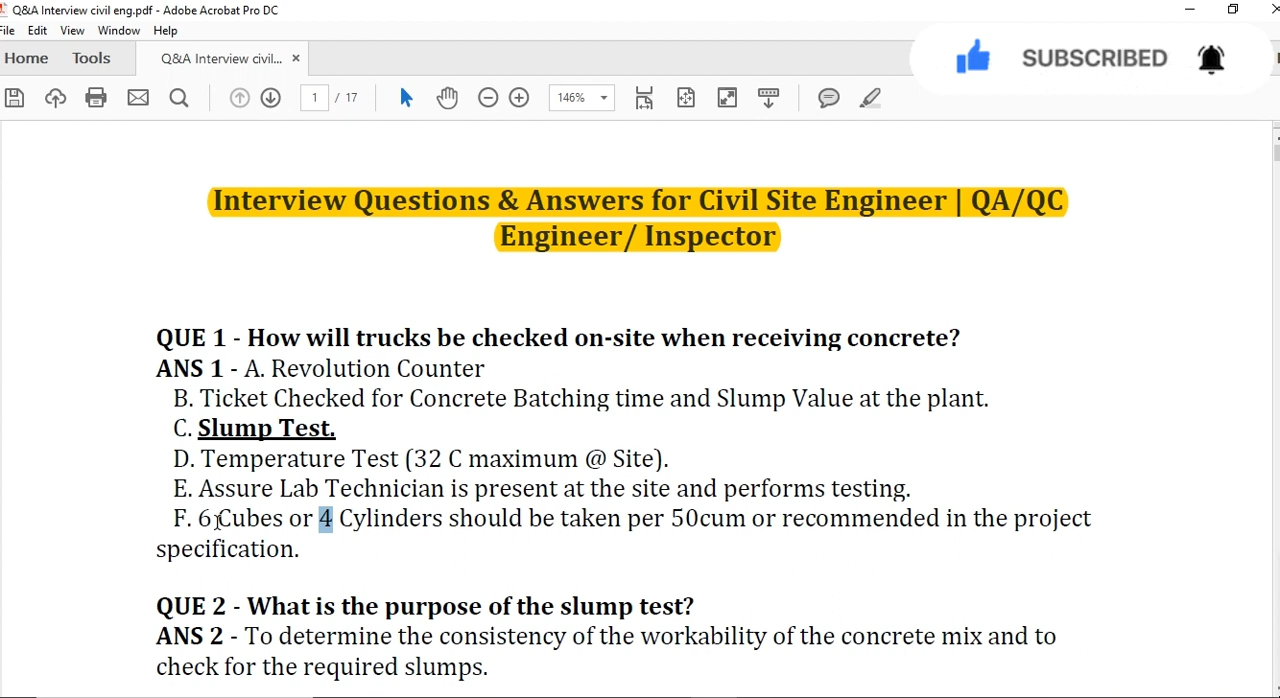 Q&A Interview civil eng.pdf - Adobe Acrobat Pro DC
File Edit View Window Help
Home Tools Q&A Interview civil... ×
SUBSCRIBED
1 / 17 146%
Interview Questions & Answers for Civil Site Engineer | QA/QC
Engineer/ Inspector
QUE 1 - How will trucks be checked on-site when receiving concrete?
ANS 1 - A. Revolution Counter
B. Ticket Checked for Concrete Batching time and Slump Value at the plant.
C. Slump Test.
D. Temperature Test (32 C maximum @ Site).
E. Assure Lab Technician is present at the site and performs testing.
F. 6 Cubes or 4 Cylinders should be taken per 50cum or recommended in the project
specification.
QUE 2 - What is the purpose of the slump test?
ANS 2 - To determine the consistency of the workability of the concrete mix and to
check for the required slumps.